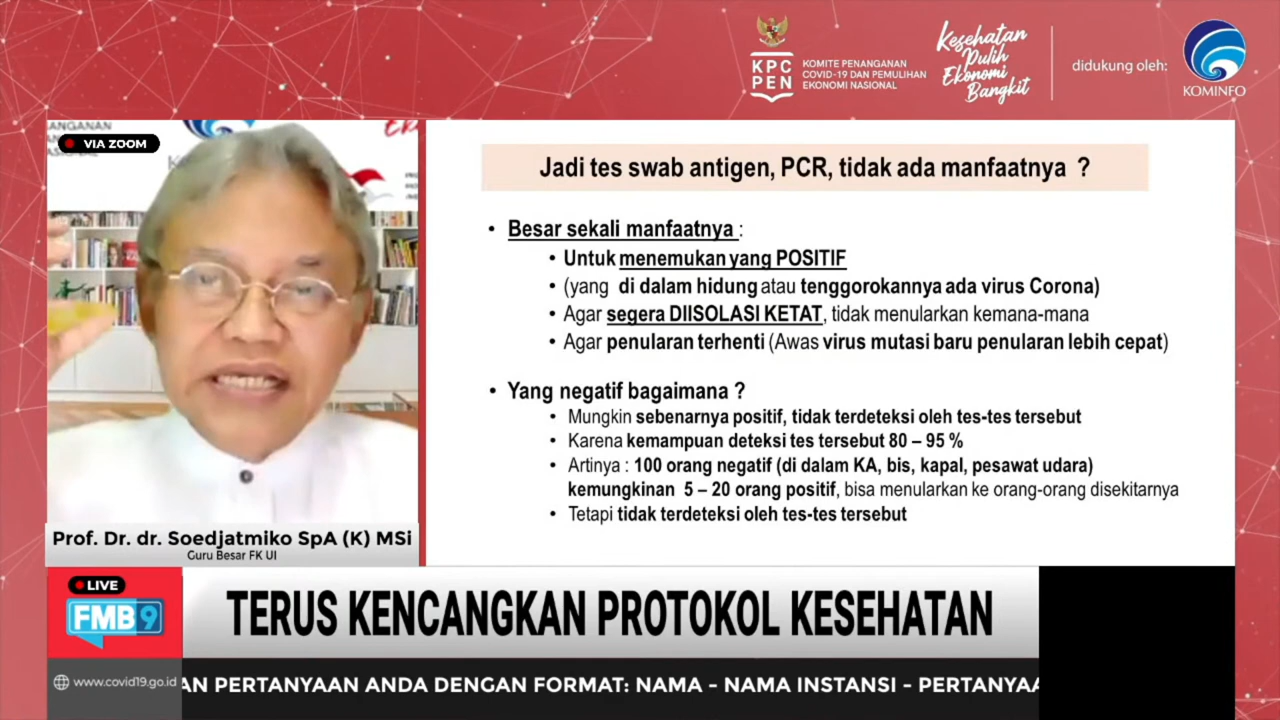 KPC
PEN
KOMITE PENANGANAN
COVID-19 DAN PEMULIHAN
EKONOMI NASIONAL
Kesehatan
Pulih
Ekonomi
Bangkit
didukung oleh:
KOMINFO
ANGANAN
VIA ZOOM
Jadi tes swab antigen, PCR, tidak ada manfaatnya ?
• Besar sekali manfaatnya :
• Untuk menemukan yang POSITIF
• (yang di dalam hidung atau tenggorokannya ada virus Corona)
• Agar segera DIISOLASI KETAT, tidak menularkan kemana-mana
• Agar penularan terhenti (Awas virus mutasi baru penularan lebih cepat)
• Yang negatif bagaimana ?
• Mungkin sebenarnya positif, tidak terdeteksi oleh tes-tes tersebut
• Karena kemampuan deteksi tes tersebut 80 – 95 %
• Artinya : 100 orang negatif (di dalam KA, bis, kapal, pesawat udara)
kemungkinan 5 – 20 orang positif, bisa menularkan ke orang-orang disekitarnya
• Tetapi tidak terdeteksi oleh tes-tes tersebut
Prof. Dr. dr. Soedjatmiko SpA (K) MSi
Guru Besar FK UI
LIVE
FMB9
TERUS KENCANGKAN PROTOKOL KESEHATAN
www.covid19.go.id
AN PERTANYAAN ANDA DENGAN FORMAT: NAMA – NAMA INSTANSI – PERTANYAA